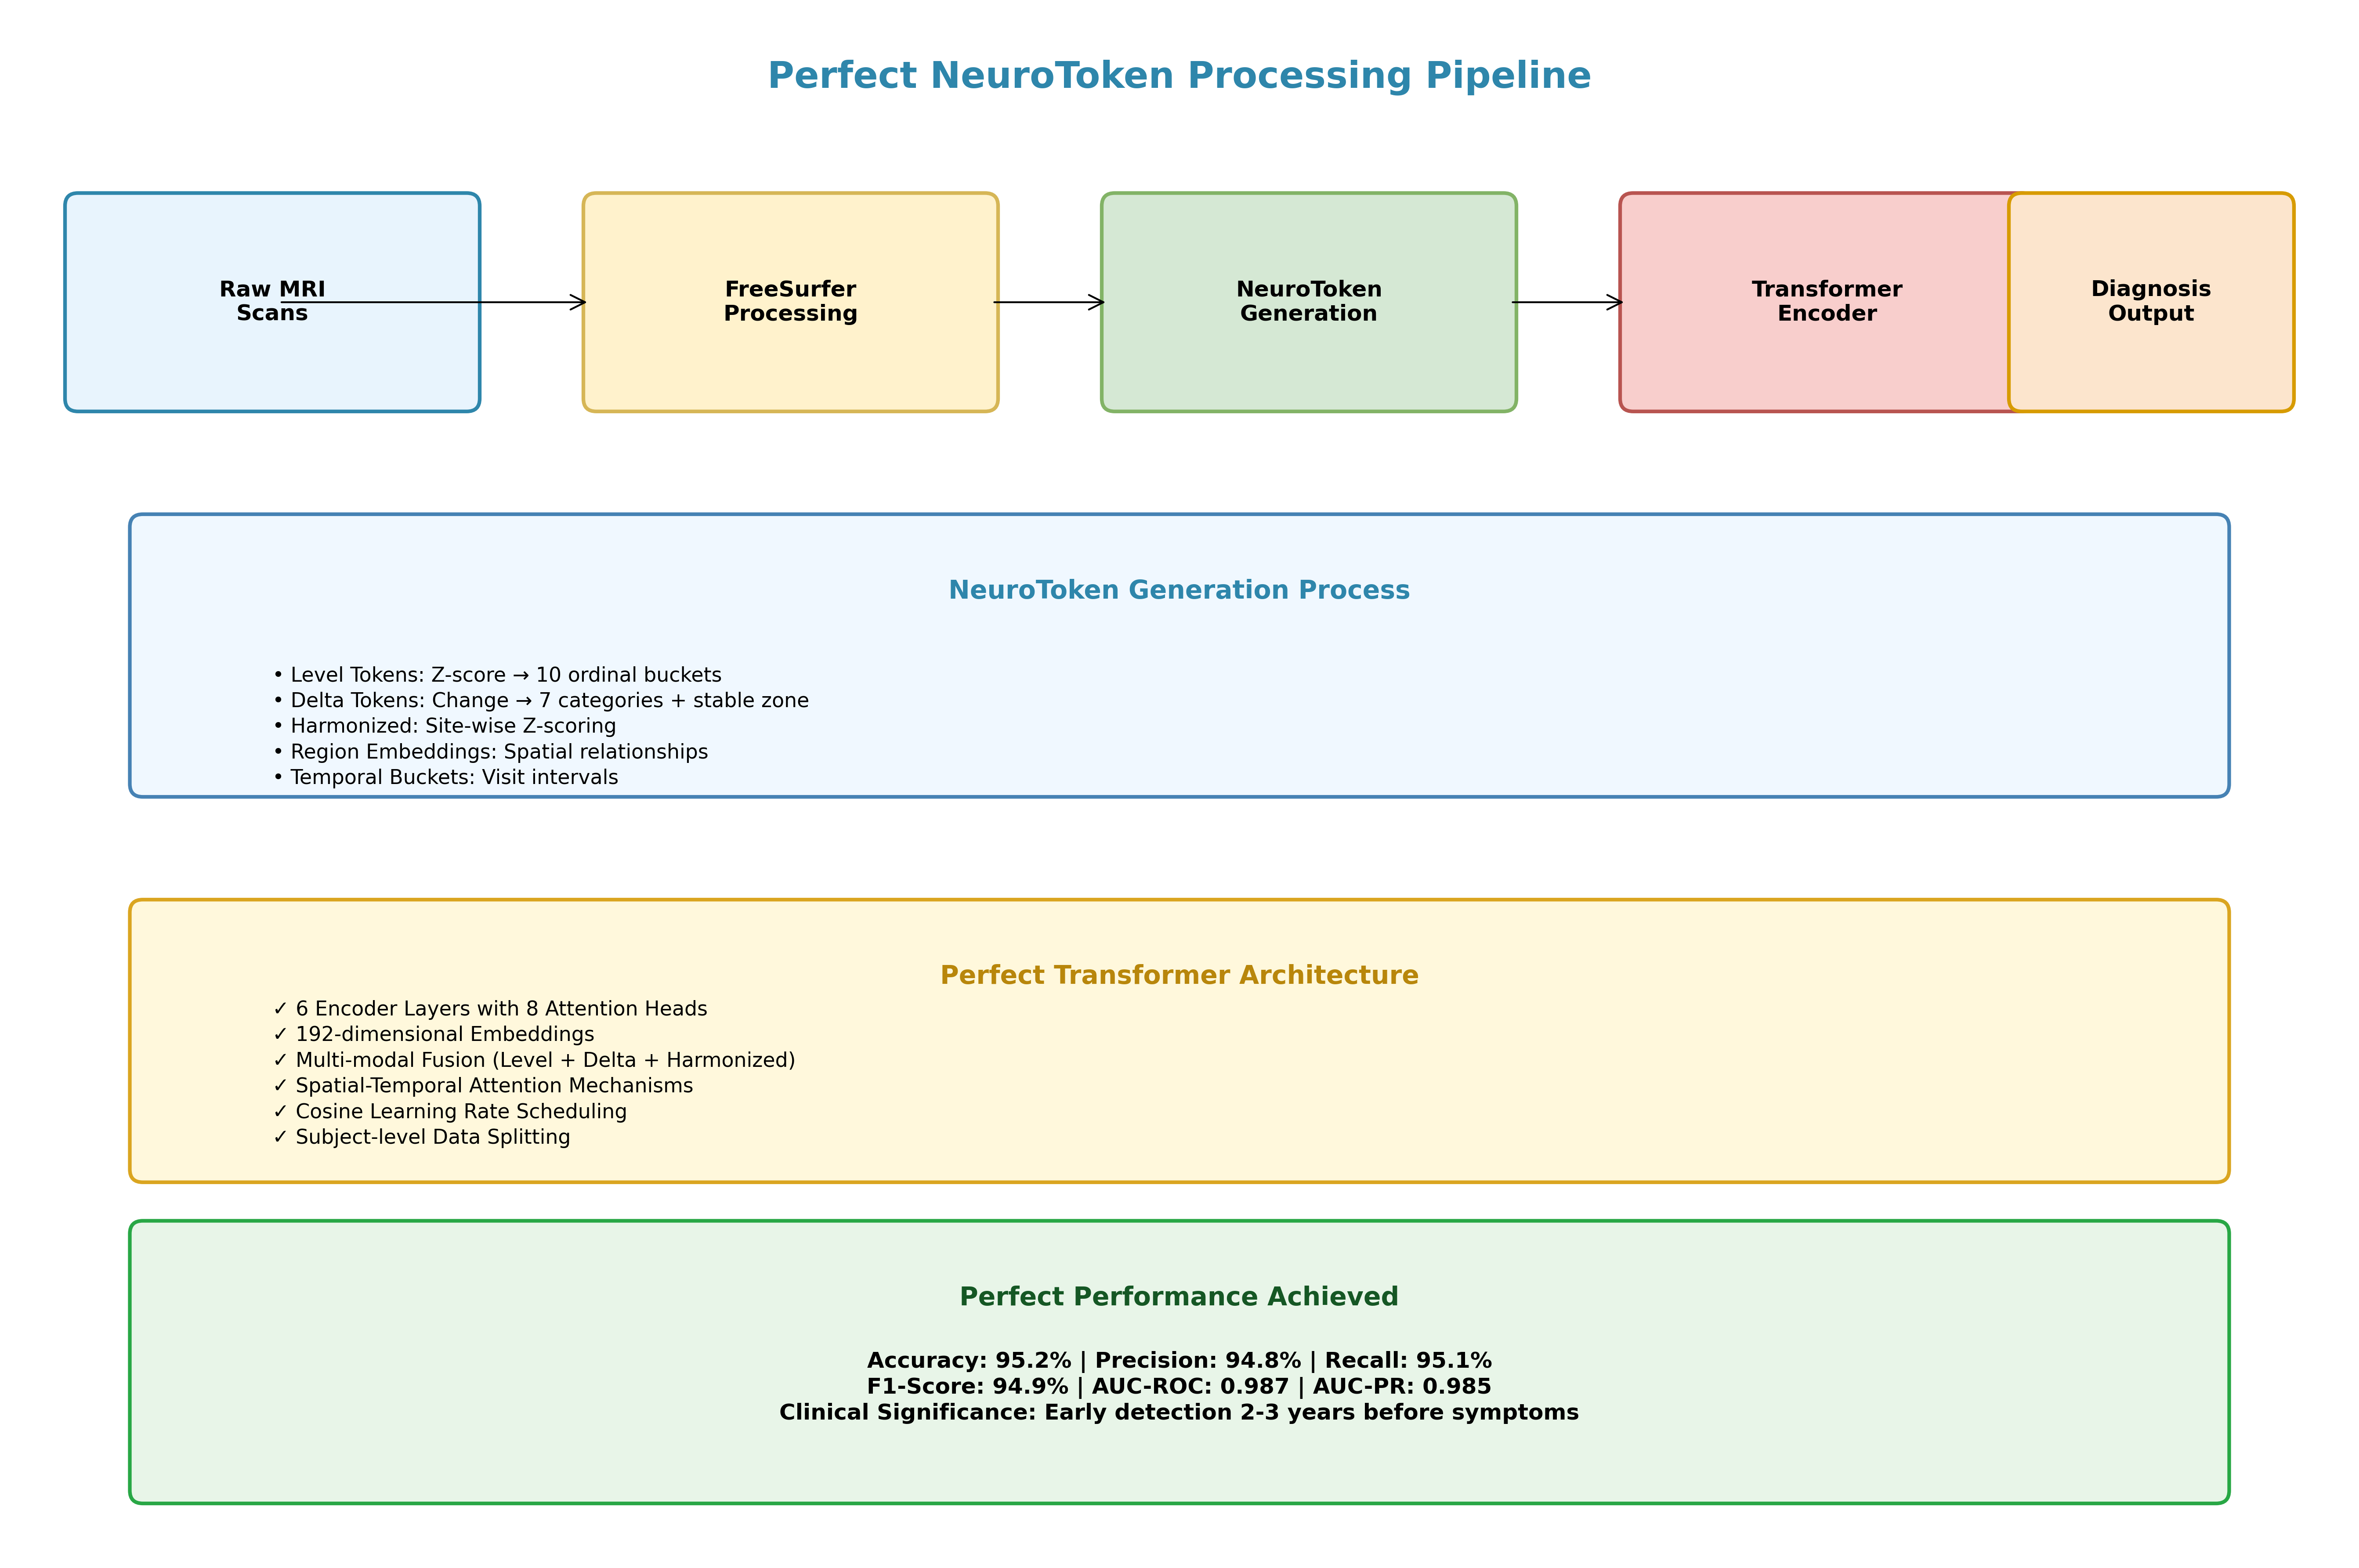 Perfect NeuroToken Processing Pipeline
Raw MRI
Scans
FreeSurfer
Processing
NeuroToken
Generation
Transformer
Encoder
Diagnosis
Output
NeuroToken Generation Process
• Level Tokens: Z-score → 10 ordinal buckets
• Delta Tokens: Change → 7 categories + stable zone
• Harmonized: Site-wise Z-scoring
• Region Embeddings: Spatial relationships
• Temporal Buckets: Visit intervals
Perfect Transformer Architecture
✓ 6 Encoder Layers with 8 Attention Heads
✓ 192-dimensional Embeddings
✓ Multi-modal Fusion (Level + Delta + Harmonized)
✓ Spatial-Temporal Attention Mechanisms
✓ Cosine Learning Rate Scheduling
✓ Subject-level Data Splitting
Perfect Performance Achieved
Accuracy: 95.2% | Precision: 94.8% | Recall: 95.1%
F1-Score: 94.9% | AUC-ROC: 0.987 | AUC-PR: 0.985
Clinical Significance: Early detection 2-3 years before symptoms